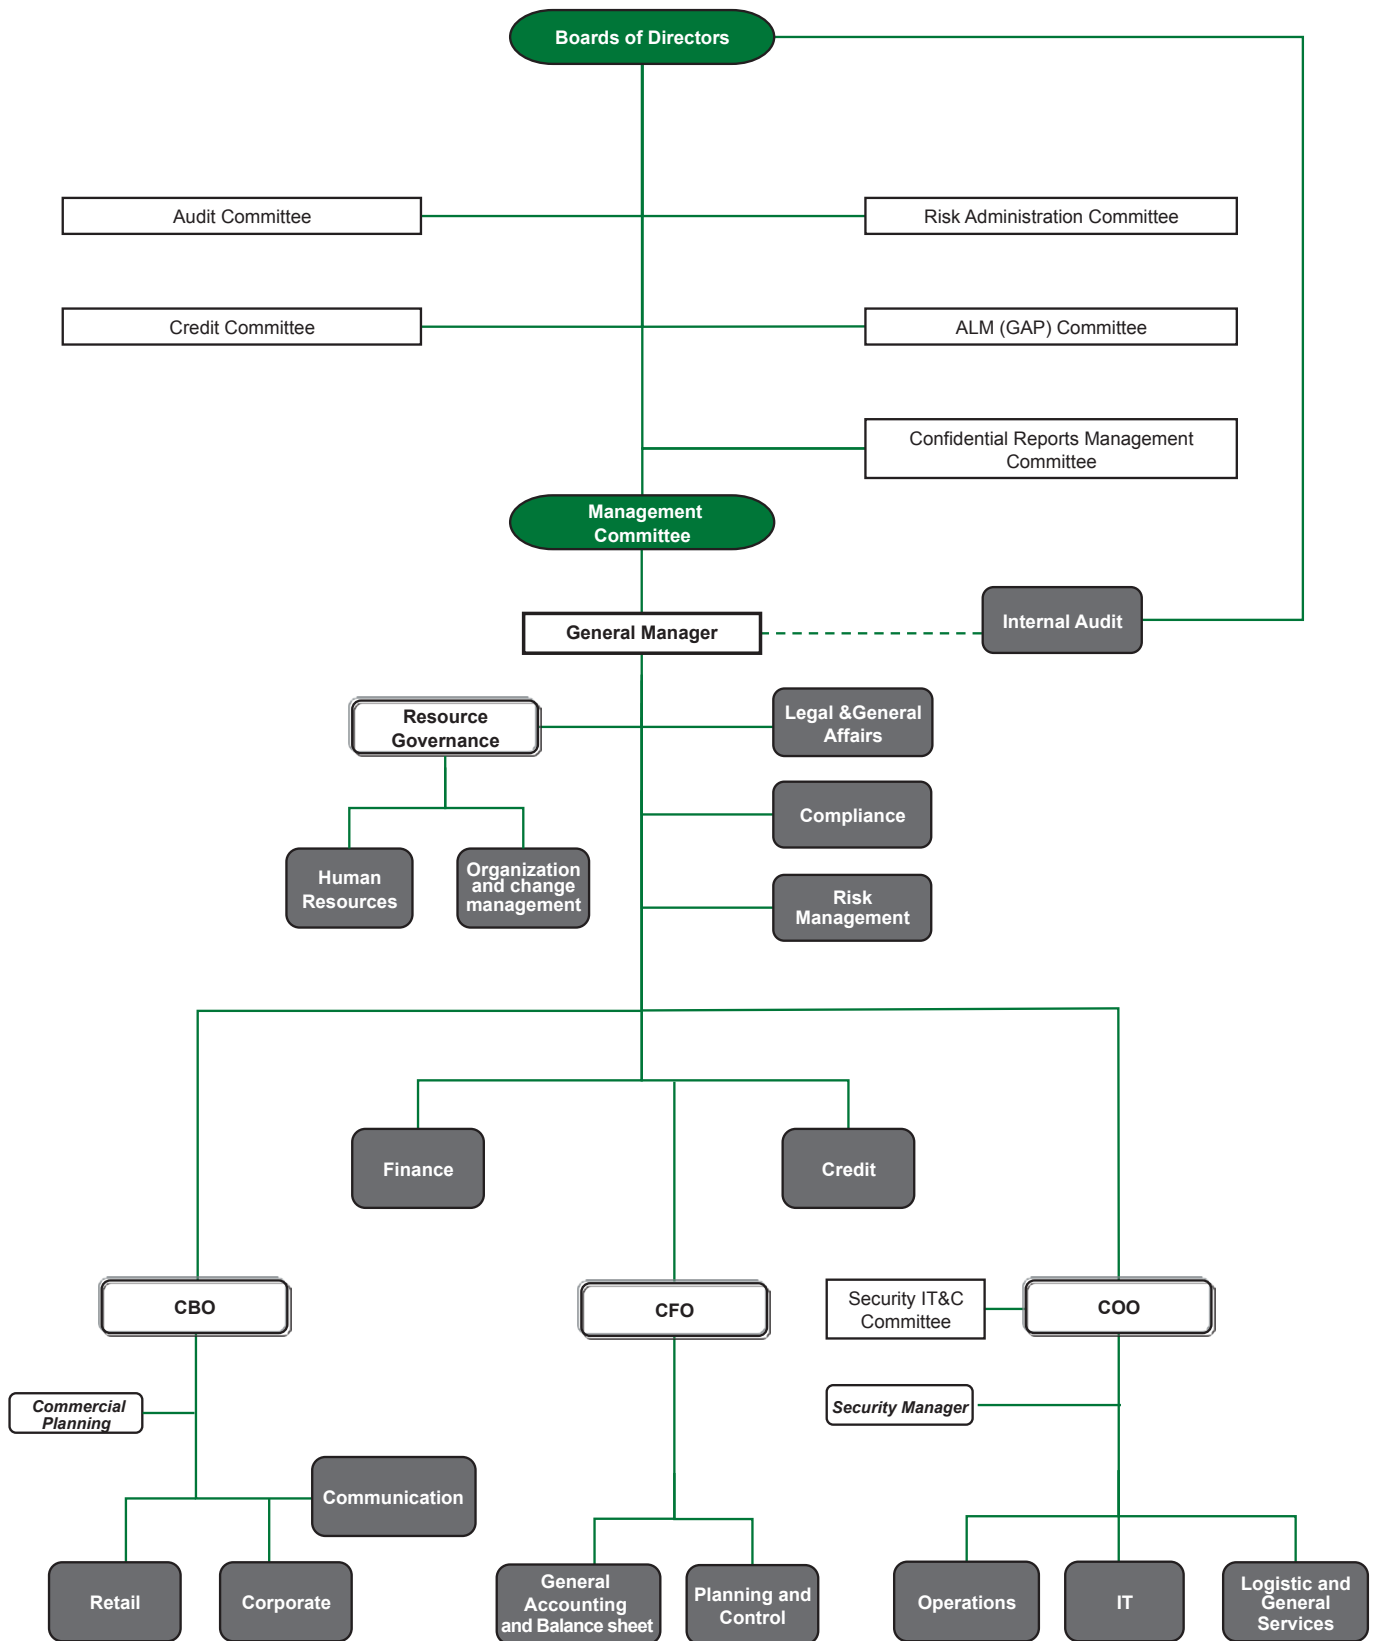 Boards of Directors
Audit Committee
Risk Administration Committee
Credit Committee
ALM (GAP) Committee
Confidential Reports Management
Committee
Management
Committee
Internal Audit
General Manager
Resource
Governance
Legal &General
Affairs
Compliance
Human
Resources
Organization
and change
management
Risk
Management
Finance
Credit
CBO
CFO
Security IT&C
Committee
COO
Commercial
Planning
Security Manager
Communication
Retail
Corporate
General
Accounting
and Balance sheet
Planning and
Control
Operations
IT
Logistic and
General
Services